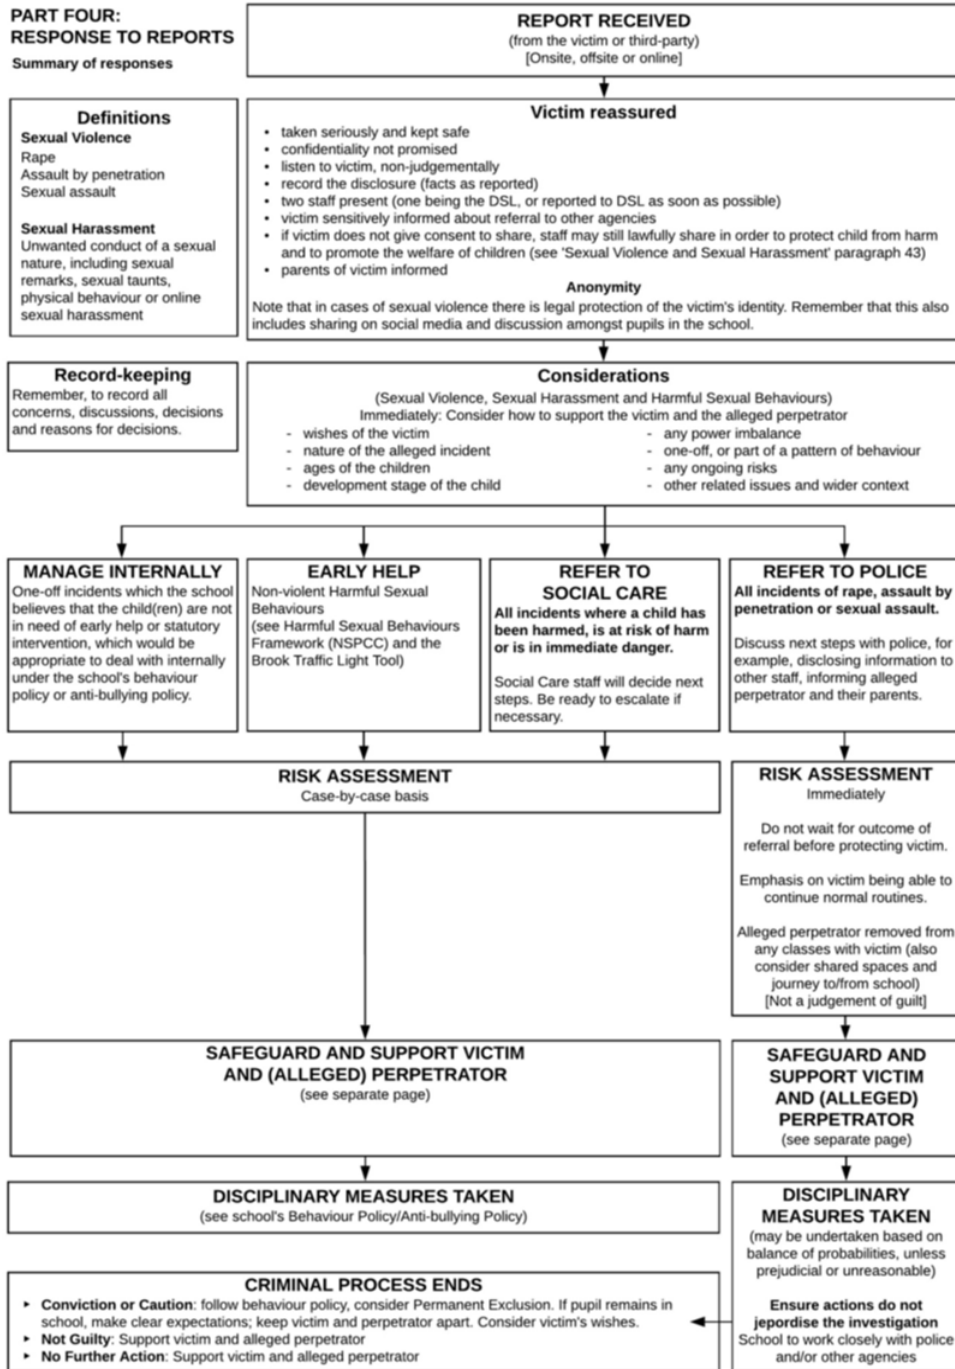 PART FOUR:
RESPONSE TO REPORTS
Summary of responses
REPORT RECEIVED
(from the victim or third-party)
[Onsite, offsite or online]
Definitions
Sexual Violence
Rape
Assault by penetration
Sexual assault
Sexual Harassment
Unwanted conduct of a sexual
nature, including sexual
remarks, sexual taunts,
physical behaviour or online
sexual harassment
Victim reassured
• taken seriously and kept safe
• confidentiality not promised
• listen to victim, non-judgementally
• record the disclosure (facts as reported)
• two staff present (one being the DSL, or reported to DSL as soon as possible)
• victim sensitively informed about referral to other agencies
• if victim does not give consent to share, staff may still lawfully share in order to protect child from harm
and to promote the welfare of children (see 'Sexual Violence and Sexual Harassment' paragraph 43)
• parents of victim informed
Anonymity
Note that in cases of sexual violence there is legal protection of the victim's identity. Remember that this also
includes sharing on social media and discussion amongst pupils in the school.
Record-keeping
Remember, to record all
concerns, discussions, decisions
and reasons for decisions.
Considerations
(Sexual Violence, Sexual Harassment and Harmful Sexual Behaviours)
Immediately: Consider how to support the victim and the alleged perpetrator
- wishes of the victim
- nature of the alleged incident
- ages of the children
- development stage of the child
- any power imbalance
- one-off, or part of a pattern of behaviour
- any ongoing risks
- other related issues and wider context
MANAGE INTERNALLY
One-off incidents which the school
believes that the child(ren) are not
in need of early help or statutory
intervention, which would be
appropriate to deal with internally
under the school's behaviour
policy or anti-bullying policy.
EARLY HELP
Non-violent Harmful Sexual
Behaviours
(see Harmful Sexual Behaviours
Framework (NSPCC) and the
Brook Traffic Light Tool)
REFER TO
SOCIAL CARE
All incidents where a child has
been harmed, is at risk of harm
or is in immediate danger.
Social Care staff will decide next
steps. Be ready to escalate if
necessary.
REFER TO POLICE
All incidents of rape, assault by
penetration or sexual assault.
Discuss next steps with police, for
example, disclosing information to
other staff, informing alleged
perpetrator and their parents.
RISK ASSESSMENT
Case-by-case basis
RISK ASSESSMENT
Immediately
Do not wait for outcome of
referral before protecting victim.
Emphasis on victim being able to
continue normal routines.
Alleged perpetrator removed from
any classes with victim (also
consider shared spaces and
journey to/from school)
[Not a judgement of guilt]
SAFEGUARD AND SUPPORT VICTIM
AND (ALLEGED) PERPETRATOR
(see separate page)
SAFEGUARD AND
SUPPORT VICTIM
AND (ALLEGED)
PERPETRATOR
(see separate page)
DISCIPLINARY MEASURES TAKEN
(see school's Behaviour Policy/Anti-bullying Policy)
DISCIPLINARY
MEASURES TAKEN
(may be undertaken based on
balance of probabilities, unless
prejudicial or unreasonable)
Ensure actions do not
jepordise the investigation
School to work closely with police
and/or other agencies
CRIMINAL PROCESS ENDS
‣ Conviction or Caution: follow behaviour policy, consider Permanent Exclusion. If pupil remains in
school, make clear expectations; keep victim and perpetrator apart. Consider victim's wishes.
‣ Not Guilty: Support victim and alleged perpetrator
‣ No Further Action: Support victim and alleged perpetrator